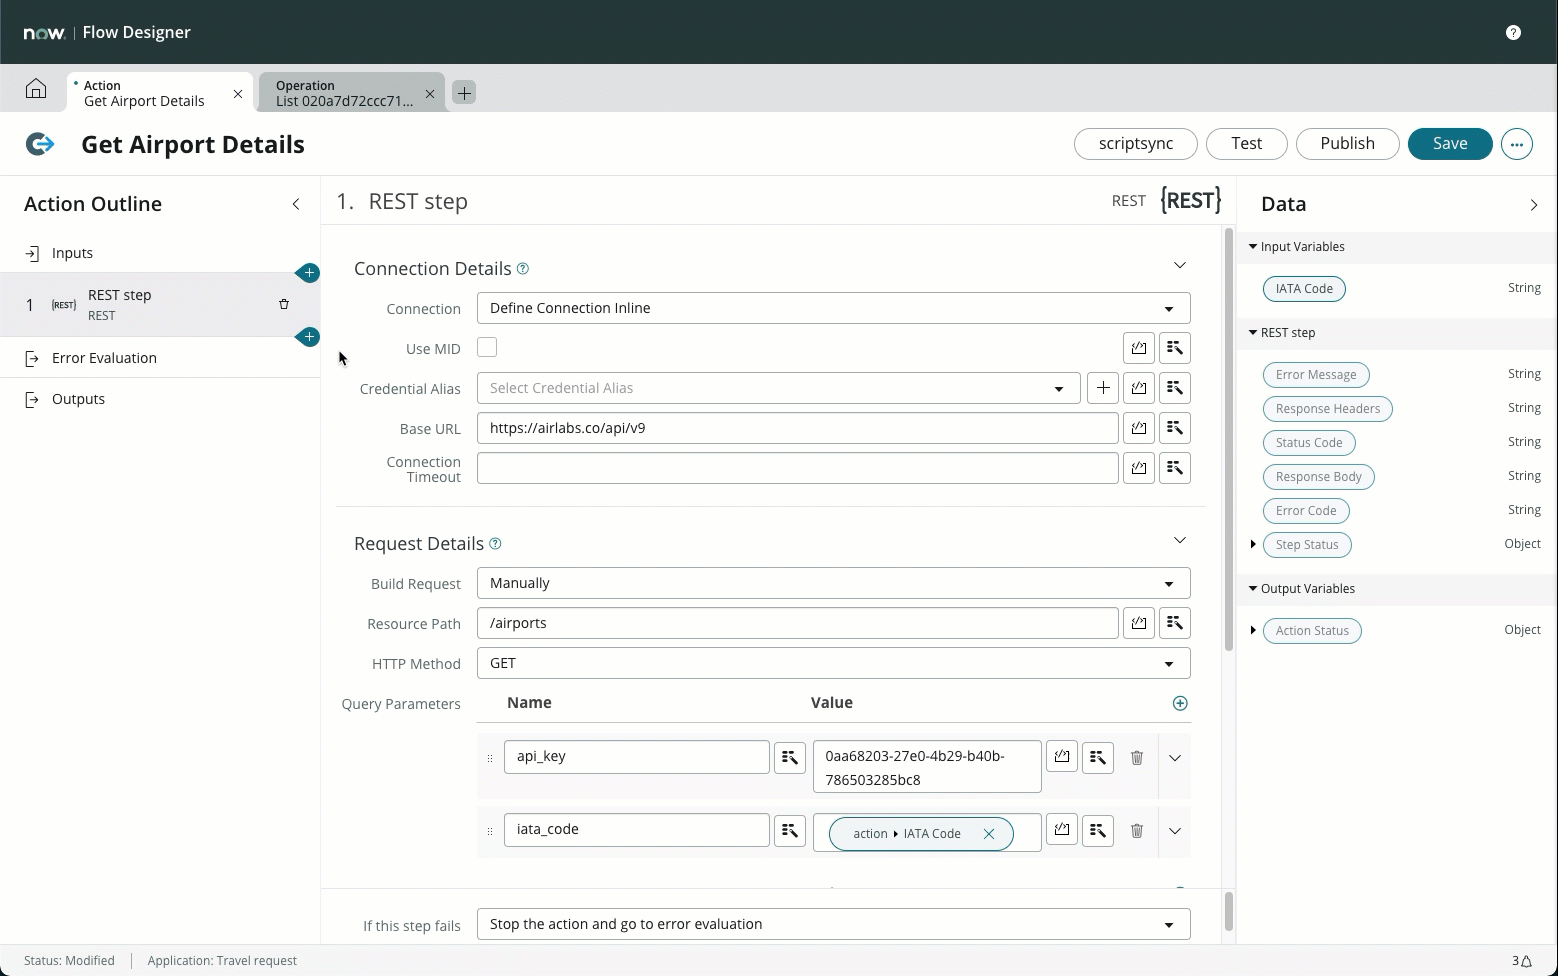 now. | Flow Designer
?
Action
Get Airport Details
Operation
List 020a7d72ccc71...
Get Airport Details
scriptsync
Test
Publish
Save
...
Action Outline
Inputs
1 {REST} REST step
REST
Error Evaluation
Outputs
1. REST step
REST {REST}
Connection Details ?
Connection Define Connection Inline
Use MID
Credential Alias Select Credential Alias
Base URL https://airlabs.co/api/v9
Connection
Timeout
Request Details ?
Build Request Manually
Resource Path /airports
HTTP Method GET
Query Parameters Name Value
api_key 0aa68203-27e0-4b29-b40b-
786503285bc8
iata_code action IATA Code
If this step fails Stop the action and go to error evaluation
Data
Input Variables
IATA Code String
REST step
Error Message String
Response Headers String
Status Code String
Response Body String
Error Code String
Step Status Object
Output Variables
Action Status Object
Status: Modified | Application: Travel request
3